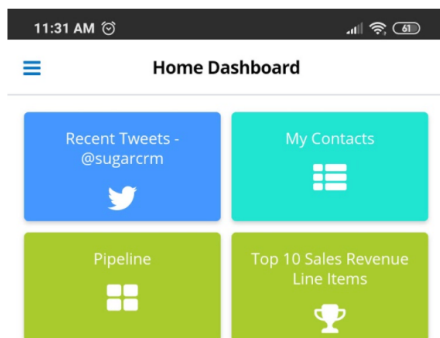 11:31 AM
61
Home Dashboard
Recent Tweets -
@sugarcrm
My Contacts
Pipeline
Top 10 Sales Revenue
Line Items